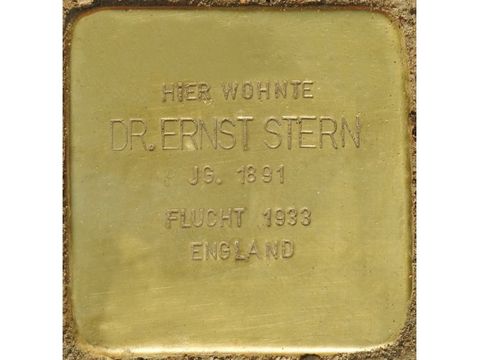 HIER WOHNTE
DR. ERNST STERN
JG. 1891
FLUCHT 1933
ENGLAND